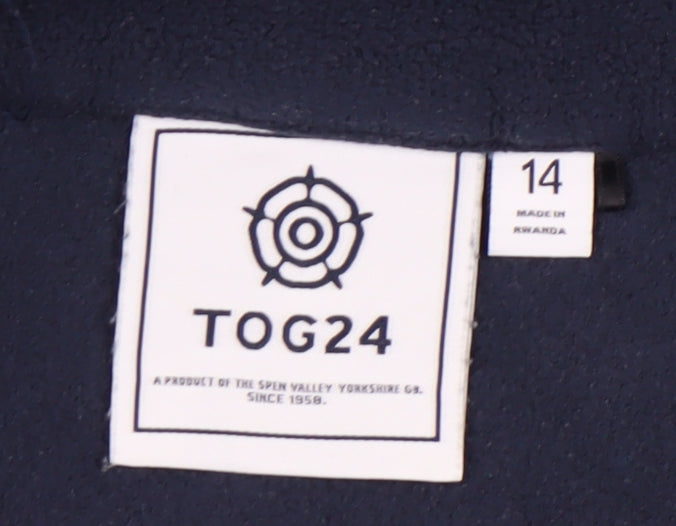 TOG24
A PRODUCT OF THE SPEN VALLEY YORKSHIRE GB.
SINCE 1958.
14
MADE IN
RWANDA